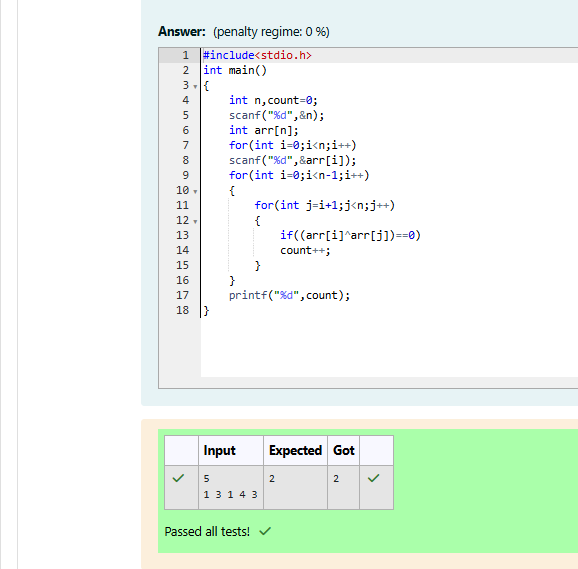 Answer: (penalty regime: 0 %)
1 #include<stdio.h>
2 int main()
3 {
4     int n,count=0;
5     scanf("%d",&n);
6     int arr[n];
7     for(int i=0;i<n;i++)
8     scanf("%d",&arr[i]);
9     for(int i=0;i<n-1;i++)
10     {
11         for(int j=i+1;j<n;j++)
12         {
13             if((arr[i]^arr[j])==0)
14             count++;
15         }
16     }
17     printf("%d",count);
18 }
Input Expected Got
5 2 2
1 3 1 4 3
Passed all tests!